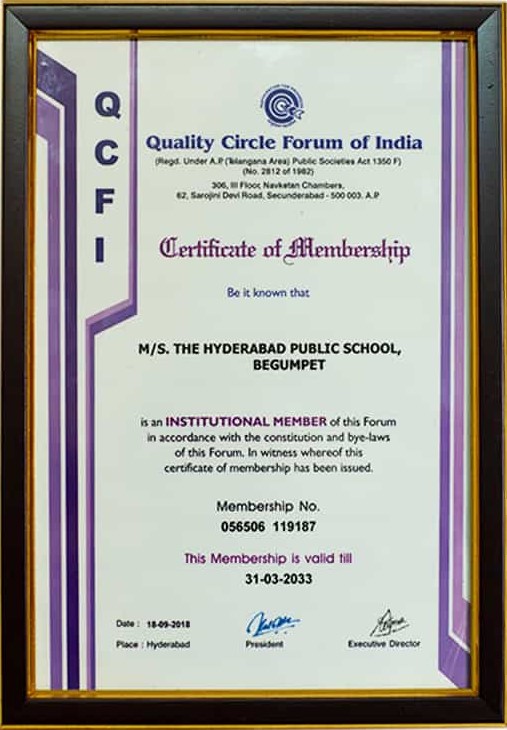 Q
C
F
I
Quality Circle Forum of India
(Regd. Under A.P. (Telangana Area) Public Societies Act 1350 F)
(No. 2812 of 1982)
306, III Floor, Navketan Chambers,
62, Sarojini Devi Road, Secunderabad - 500 003. A.P
Certificate of Membership
Be it known that
M/S. THE HYDERABAD PUBLIC SCHOOL,
BEGUMPET
is an INSTITUTIONAL MEMBER of this Forum
in accordance with the constitution and bye-laws
of this Forum. In witness whereof this
certificate of membership has been issued.
Membership No.
056506 119187
This Membership is valid till
31-03-2033
Date : 18-09-2018
Place : Hyderabad
President
Executive Director